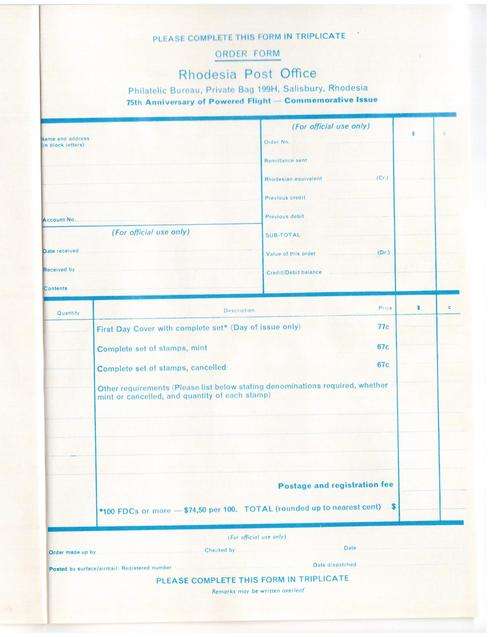 PLEASE COMPLETE THIS FORM IN TRIPLICATE
ORDER FORM
Rhodesia Post Office
Philatelic Bureau, Private Bag 199H, Salisbury, Rhodesia
75th Anniversary of Powered Flight — Commemorative Issue
Name and address
(in block letters)
Account No.
(For official use only)
Date received
Received by
Contents
(For official use only) $ c
Order No.
Remittance sent
Rhodesian equivalent (Cr.)
Previous credit
Previous debit
SUB-TOTAL
Value of this order (Dr.)
Credit/Debit balance
Quantity Description Price $ c
First Day Cover with complete set* (Day of issue only) 77c
Complete set of stamps, mint 67c
Complete set of stamps, cancelled 67c
Other requirements (Please list below stating denominations required, whether
mint or cancelled, and quantity of each stamp)
Postage and registration fee
*100 FDCs or more — $74,50 per 100. TOTAL (rounded up to nearest cent) $
(For official use only)
Order made up by Checked by Date
Posted by surface/airmail: Registered number Date dispatched
PLEASE COMPLETE THIS FORM IN TRIPLICATE
Remarks may be written overleaf